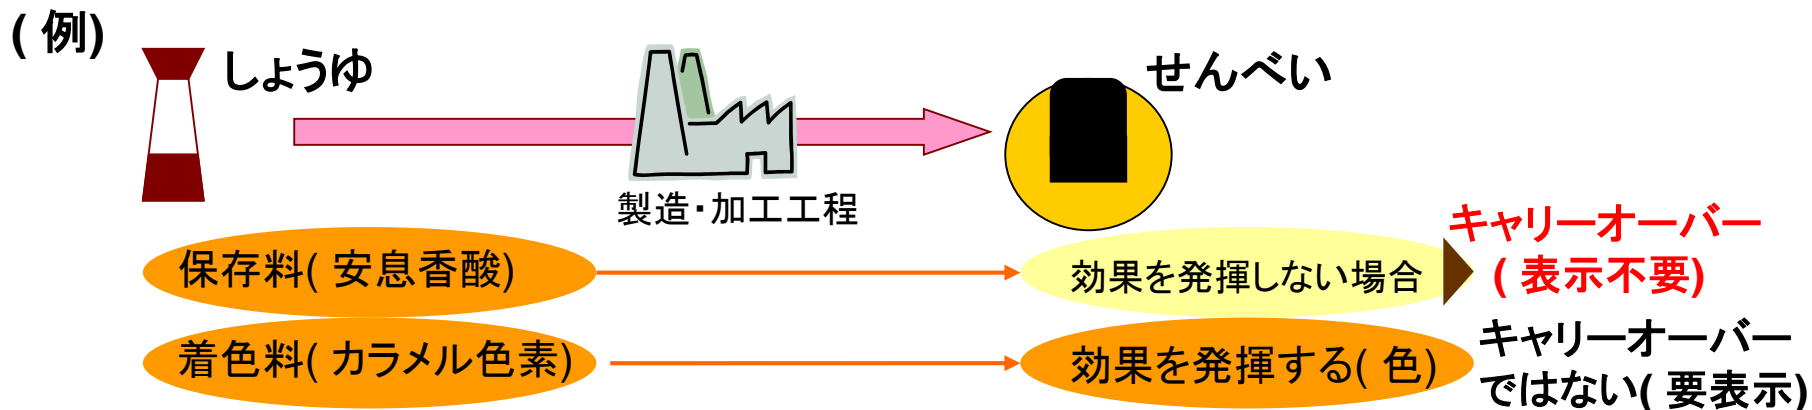 (例)
しょうゆ
せんべい
製造・加工工程
キャリーオーバー
(表示不要)
保存料(安息香酸)
効果を発揮しない場合
着色料(カラメル色素)
効果を発揮する(色)
キャリーオーバー
ではない(要表示)